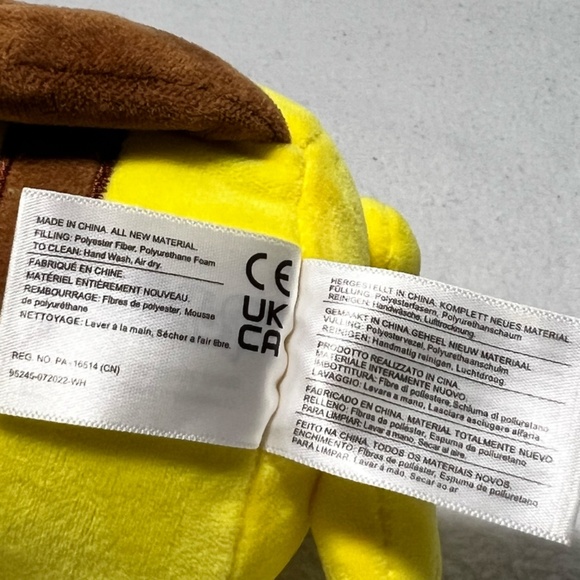 MADE IN CHINA. ALL NEW MATERIAL.
FILLING: Polyester Fiber, Polyurethane Foam
TO CLEAN: Hand Wash, Air dry.
FABRIQUÉ EN CHINE.
MATÉRIEL ENTIÈREMENT NOUVEAU.
REMBOURRAGE: Fibres de polyester, Mousse
de polyuréthane
NETTOYAGE: Laver à la main, Sécher a fair libre.
REG. NO. PA-16514 (CN)
95245-072022-WH
CE
UK
CA
HERGESTELLT IN CHINA. KOMPLETT NEUES MATERIAL
FÜLLUNG: Polyesterfasern, Polyurethanschaum
REINIGEN: Handwäsche, Lufttrocknung.
GEMAAKT IN CHINA GEHEEL NIEUW MATERIAAL
VULLING: Polyestervezel, Polyurethaanschuim
REINIGEN: Handmatig reinigen, Luchtdroog
PRODOTTO REALIZZATO IN CINA.
MATERIALE INTERAMENTE NUOVO.
IMBOTTITURA: Fibra di poliestere, Schiuma di poliuretano
LAVAGGIO: Lavare a mano, Lasciare asciugare all'aria.
FABRICADO EN CHINA. MATERIAL TOTALMENTE NUEVO.
RELLENO: Fibras de poliéster, Espuma de poliuretano
PARA LIMPIAR: Lavar a mano, Secar al aire.
FEITO NA CHINA. TODOS OS MATERIAIS NOVOS.
ENCHIMENTO: Fibras de poliéster, Espuma de poliuretano
PARA LIMPAR: Lavar à mão, Secar ao ar